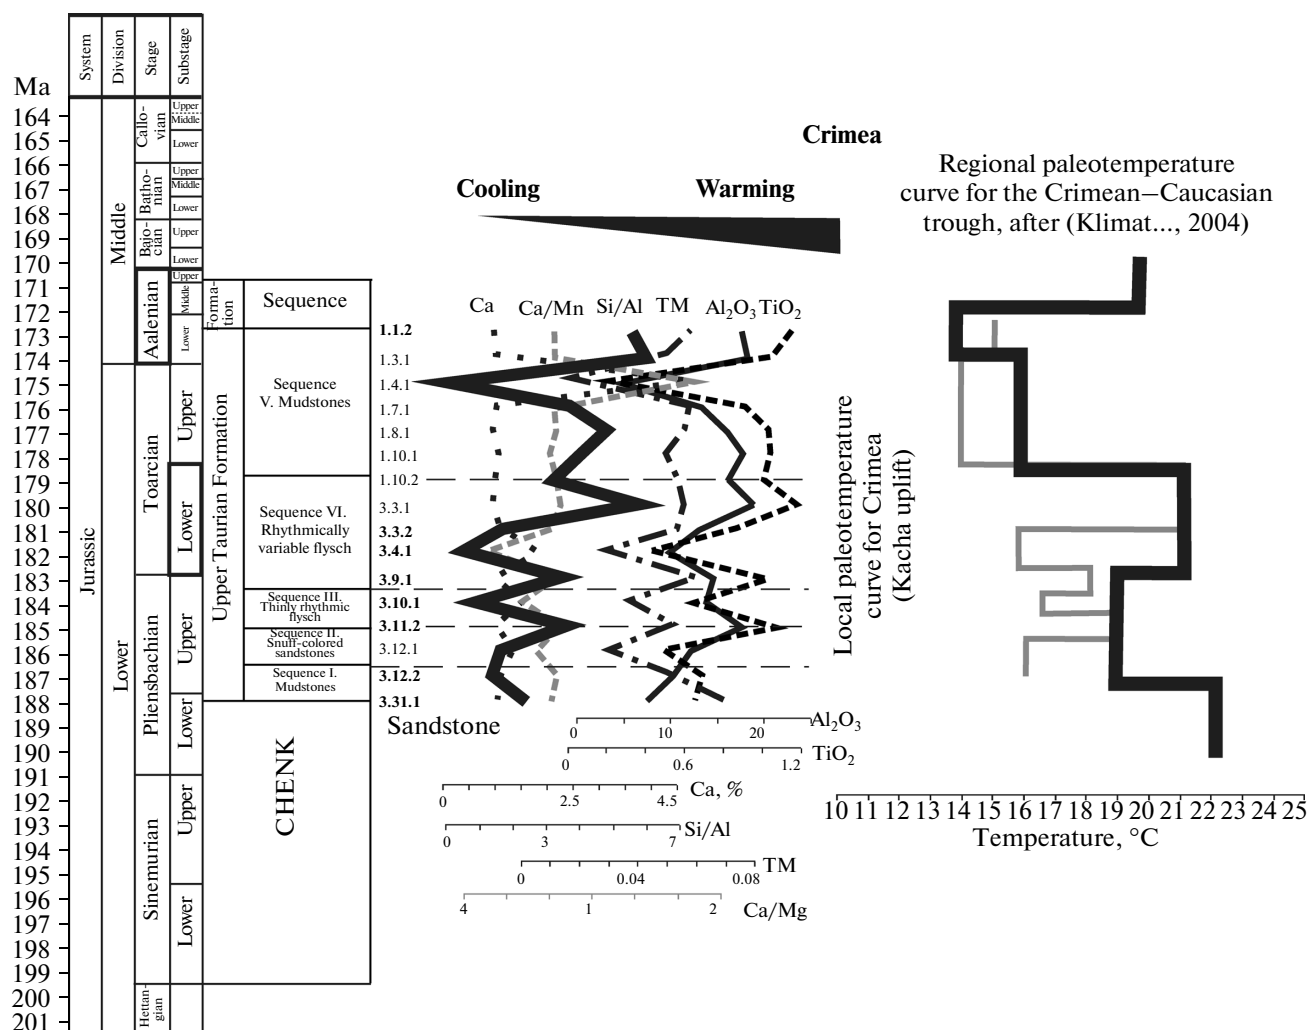 System
Division
Stage
Substage
Ma
164
165
166
167
168
169
170
171
172
173
174
175
176
177
178
179
180
181
182
183
184
185
186
187
188
189
190
191
192
193
194
195
196
197
198
199
200
201
Jurassic
Middle
Lower
Callo-
vian
Batho-
nian
Bajo-
cian
Aalenian
Toarcian
Pliensbachian
Sinemurian
Hettan-
gian
Upper
Middle
Lower
Upper
Middle
Lower
Upper
Lower
Upper
Middle
Lower
Upper
Lower
Upper
Lower
Upper
Lower
Forma-
tion
Sequence
Upper Taurian Formation
Sequence
V. Mudstones
Sequence VI.
Rhythmically
variable flysch
Sequence III.
Thinly rhythmic
flysch
Sequence II.
Snuff-colored
sandstones
Sequence I.
Mudstones
CHENK
1.1.2
1.3.1
1.4.1
1.7.1
1.8.1
1.10.1
1.10.2
3.3.1
3.3.2
3.4.1
3.9.1
3.10.1
3.11.2
3.12.1
3.12.2
3.31.1
Sandstone
Crimea
Cooling
Warming
Ca
Ca/Mn
Si/Al
TM
Al₂O₃
TiO₂
0 10 20 Al₂O₃
0 0.6 1.2 TiO₂
0 2.5 4.5 Ca, %
0 3 7 Si/Al
0 0.04 0.08 TM
4 1 2 Ca/Mg
Local paleotemperature
curve for Crimea
(Kacha uplift)
Regional paleotemperature
curve for the Crimean–Caucasian
trough, after (Klimat..., 2004)
10 11 12 13 14 15 16 17 18 19 20 21 22 23 24 25
Temperature, °C